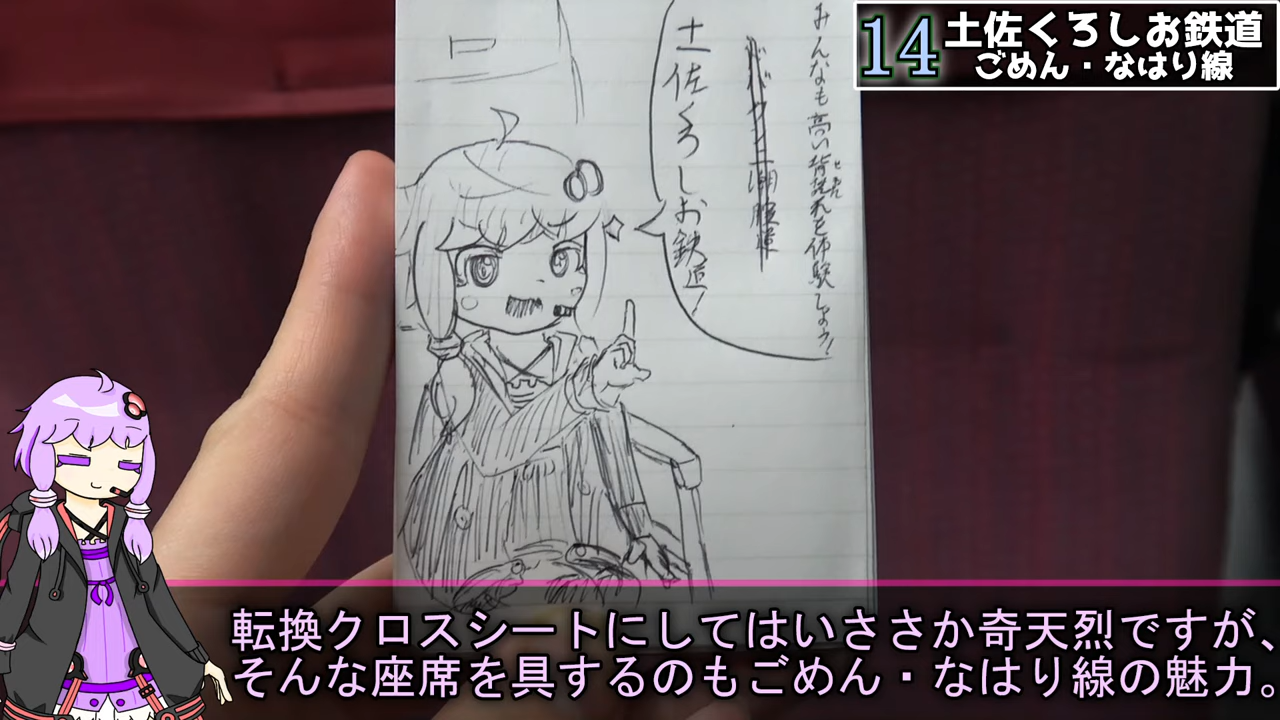 14
土佐くろしお鉄道
ごめん・なはり線
みんなも高い背もたれを体験しよう!
せもた
土佐くろしお鉄道!
転換クロスシートにしてはいささか奇天烈ですが、
そんな座席を具するのもごめん・なはり線の魅力。